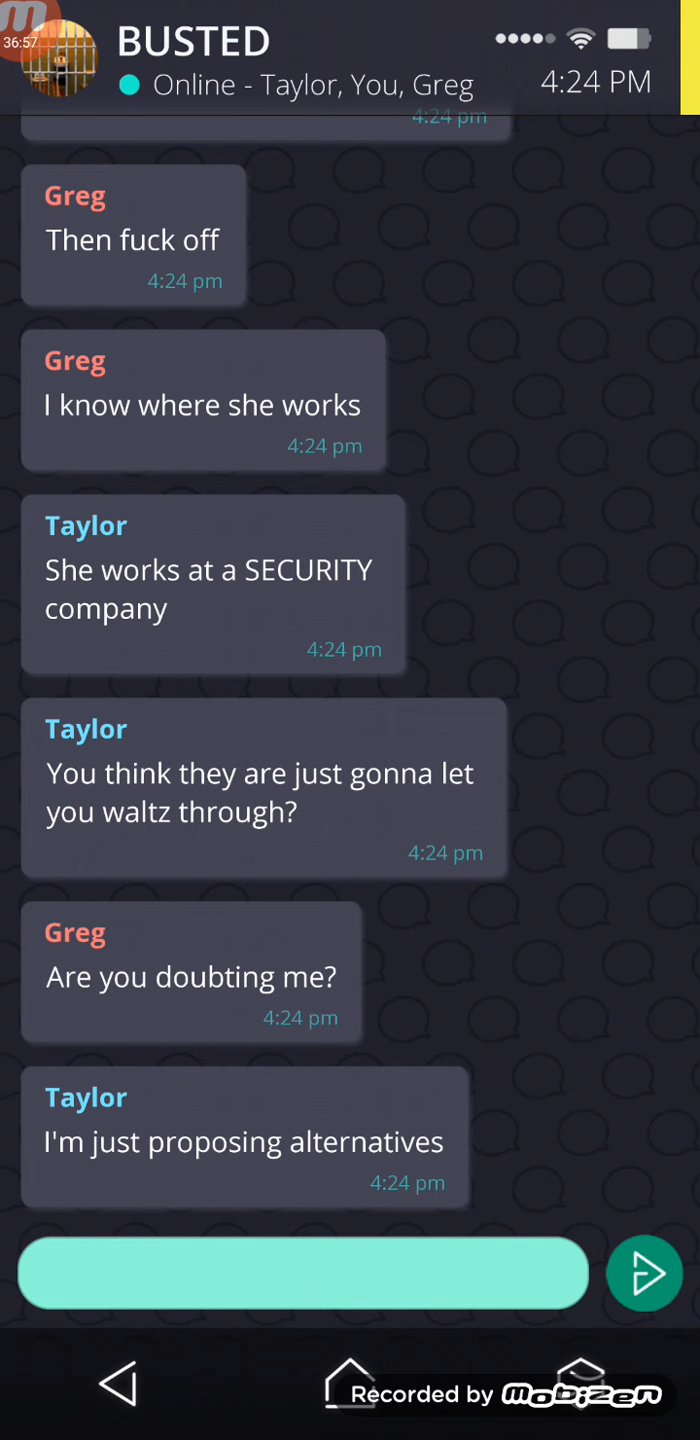 36:57
BUSTED
Online - Taylor, You, Greg
4:24 PM
4:24 pm
Greg
Then fuck off
4:24 pm
Greg
I know where she works
4:24 pm
Taylor
She works at a SECURITY
company
4:24 pm
Taylor
You think they are just gonna let
you waltz through?
4:24 pm
Greg
Are you doubting me?
4:24 pm
Taylor
I'm just proposing alternatives
4:24 pm
Recorded by mobizen